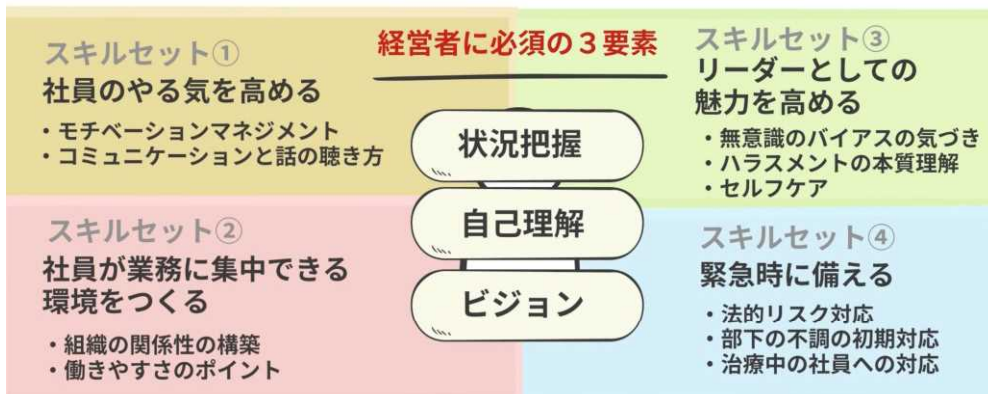 経営者に必須の３要素
スキルセット①
社員のやる気を高める
・モチベーションマネジメント
・コミュニケーションと話の聴き方
スキルセット②
社員が業務に集中できる
環境をつくる
・組織の関係性の構築
・働きやすさのポイント
状況把握
自己理解
ビジョン
スキルセット③
リーダーとしての
魅力を高める
・無意識のバイアスの気づき
・ハラスメントの本質理解
・セルフケア
スキルセット④
緊急時に備える
・法的リスク対応
・部下の不調の初期対応
・治療中の社員への対応